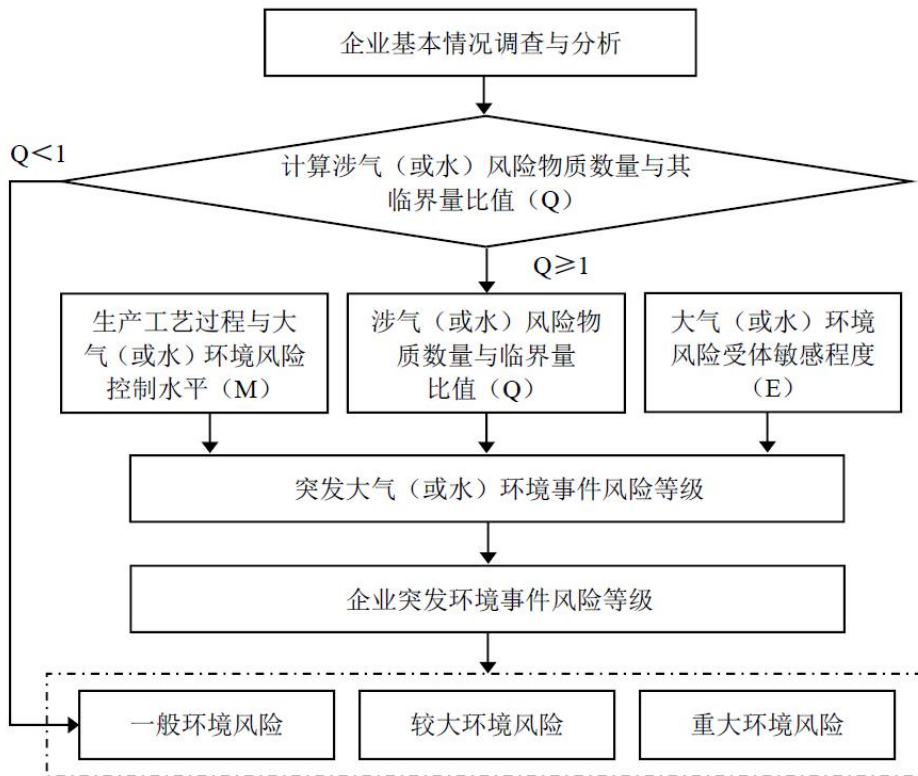 企业基本情况调查与分析
Q＜1
计算涉气（或水）风险物质数量与其
临界量比值（Q）
Q≥1
生产工艺过程与大
气（或水）环境风险
控制水平（M）
涉气（或水）风险物
质数量与临界量
比值（Q）
大气（或水）环境
风险受体敏感程度
（E）
突发大气（或水）环境事件风险等级
企业突发环境事件风险等级
一般环境风险
较大环境风险
重大环境风险